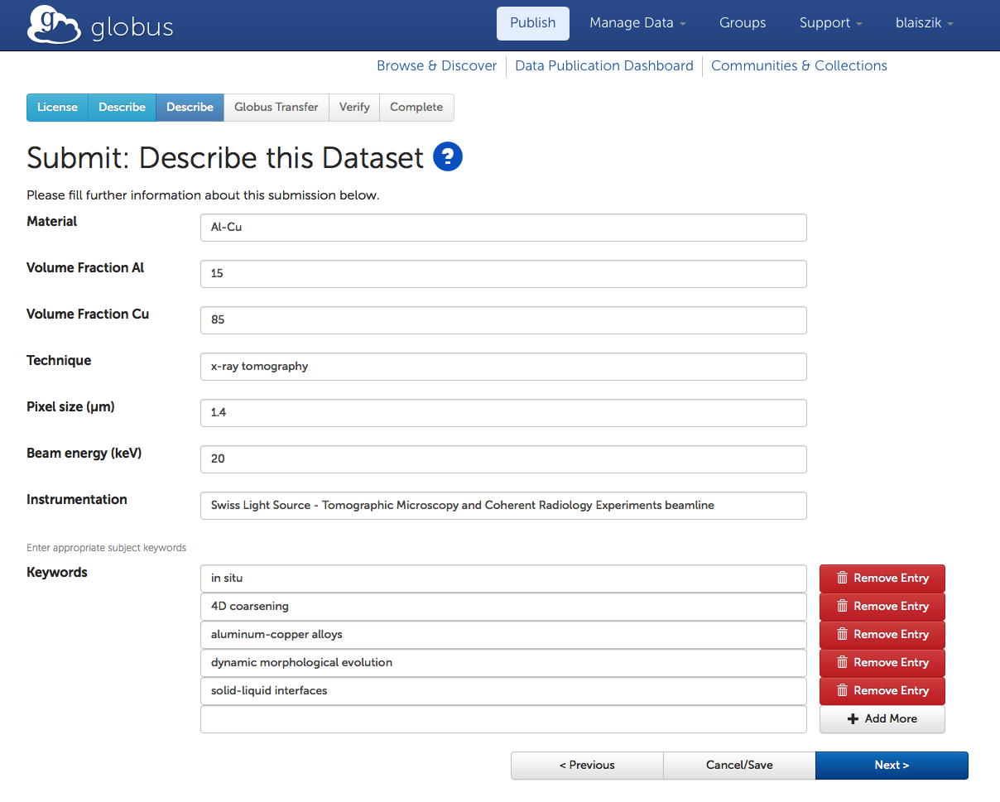 globus
Publish Manage Data Groups Support blaiszik
Browse & Discover Data Publication Dashboard Communities & Collections
License Describe Describe Globus Transfer Verify Complete
Submit: Describe this Dataset ?
Please fill further information about this submission below.
Material Al-Cu
Volume Fraction Al 15
Volume Fraction Cu 85
Technique x-ray tomography
Pixel size (µm) 1.4
Beam energy (keV) 20
Instrumentation Swiss Light Source - Tomographic Microscopy and Coherent Radiology Experiments beamline
Enter appropriate subject keywords
Keywords in situ Remove Entry
4D coarsening Remove Entry
aluminum-copper alloys Remove Entry
dynamic morphological evolution Remove Entry
solid-liquid interfaces Remove Entry
Add More
< Previous Cancel/Save Next >